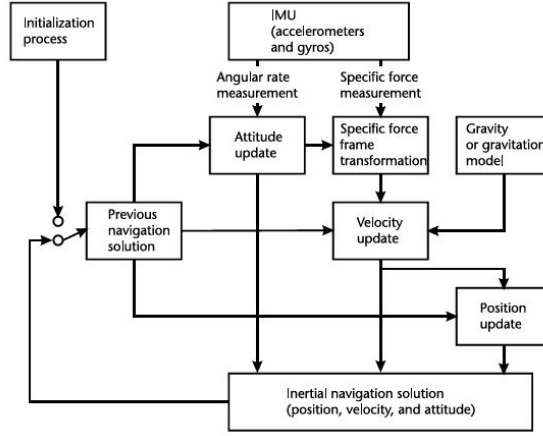 Initialization
process
IMU
(accelerometers
and gyros)
Angular rate
measurement
Specific force
measurement
Attitude
update
Specific force
frame
transformation
Gravity
or gravitation
model
Previous
navigation
solution
Velocity
update
Position
update
Inertial navigation solution
(position, velocity, and attitude)